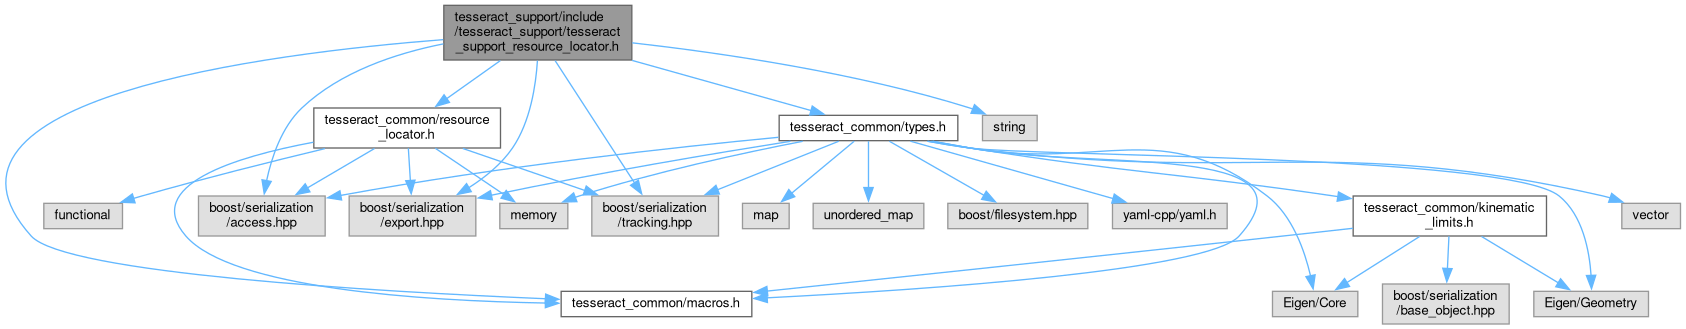 tesseract_support/include
/tesseract_support/tesseract
_support_resource_locator.h
tesseract_common/resource
_locator.h
tesseract_common/types.h
string
functional
boost/serialization
/access.hpp
boost/serialization
/export.hpp
memory
boost/serialization
/tracking.hpp
map
unordered_map
boost/filesystem.hpp
yaml-cpp/yaml.h
tesseract_common/kinematic
_limits.h
vector
tesseract_common/macros.h
Eigen/Core
boost/serialization
/base_object.hpp
Eigen/Geometry